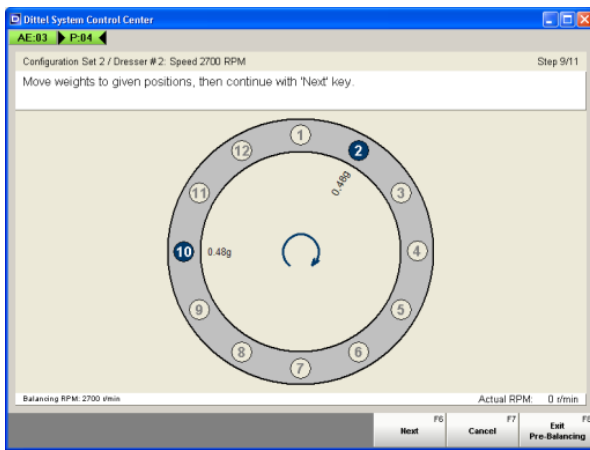 Dittel System Control Center
AE:03 P:04
Configuration Set 2 / Dresser #2: Speed 2700 RPM Step 9/11
Move weights to given positions, then continue with 'Next' key.
1
12 2
0.48g
11 3
10 0.48g 4
9 5
8 6
7
Balancing RPM: 2700 r/min Actual RPM: 0 r/min
F6 F7 F8
Next Cancel Exit
Pre-Balancing